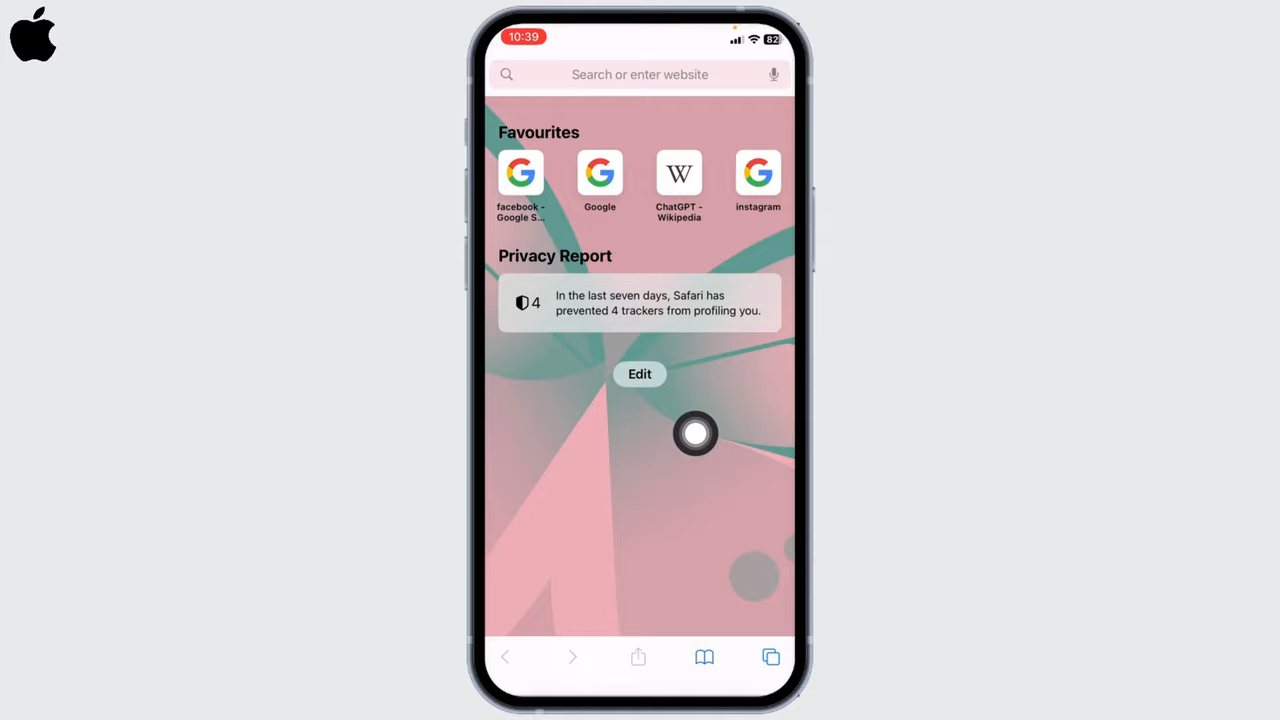 10:39
82
Search or enter website
Favourites
facebook -
Google S...
Google
W
ChatGPT -
Wikipedia
instagram
Privacy Report
4
In the last seven days, Safari has
prevented 4 trackers from profiling you.
Edit